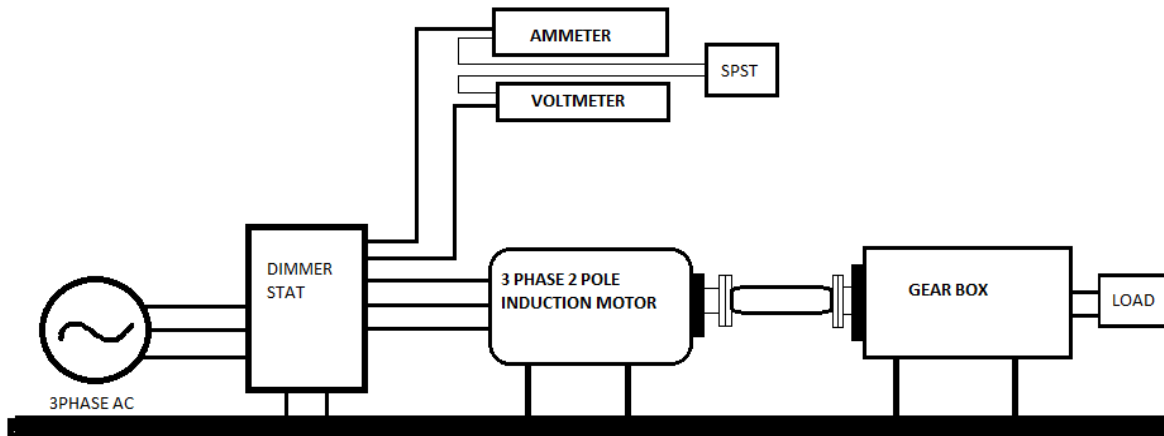 AMMETER
SPST
VOLTMETER
DIMMER
STAT
3 PHASE 2 POLE
INDUCTION MOTOR
GEAR BOX
LOAD
3PHASE AC